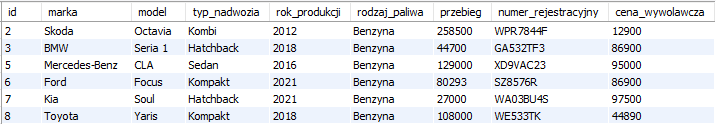 id marka model typ_nadwozia rok_produkcji rodzaj_paliwa przebieg numer_rejestracyjny cena_wywolawcza
2 Skoda Octavia Kombi 2012 Benzyna 258500 WPR7844F 12900
3 BMW Seria 1 Hatchback 2018 Benzyna 44700 GA532TF3 86900
5 Mercedes-Benz CLA Sedan 2016 Benzyna 129000 XD9VAC23 95000
6 Ford Focus Kompakt 2021 Benzyna 80293 SZ8576R 86900
7 Kia Soul Hatchback 2021 Benzyna 27000 WA03BU4S 97500
8 Toyota Yaris Kompakt 2018 Benzyna 108000 WE533TK 44890